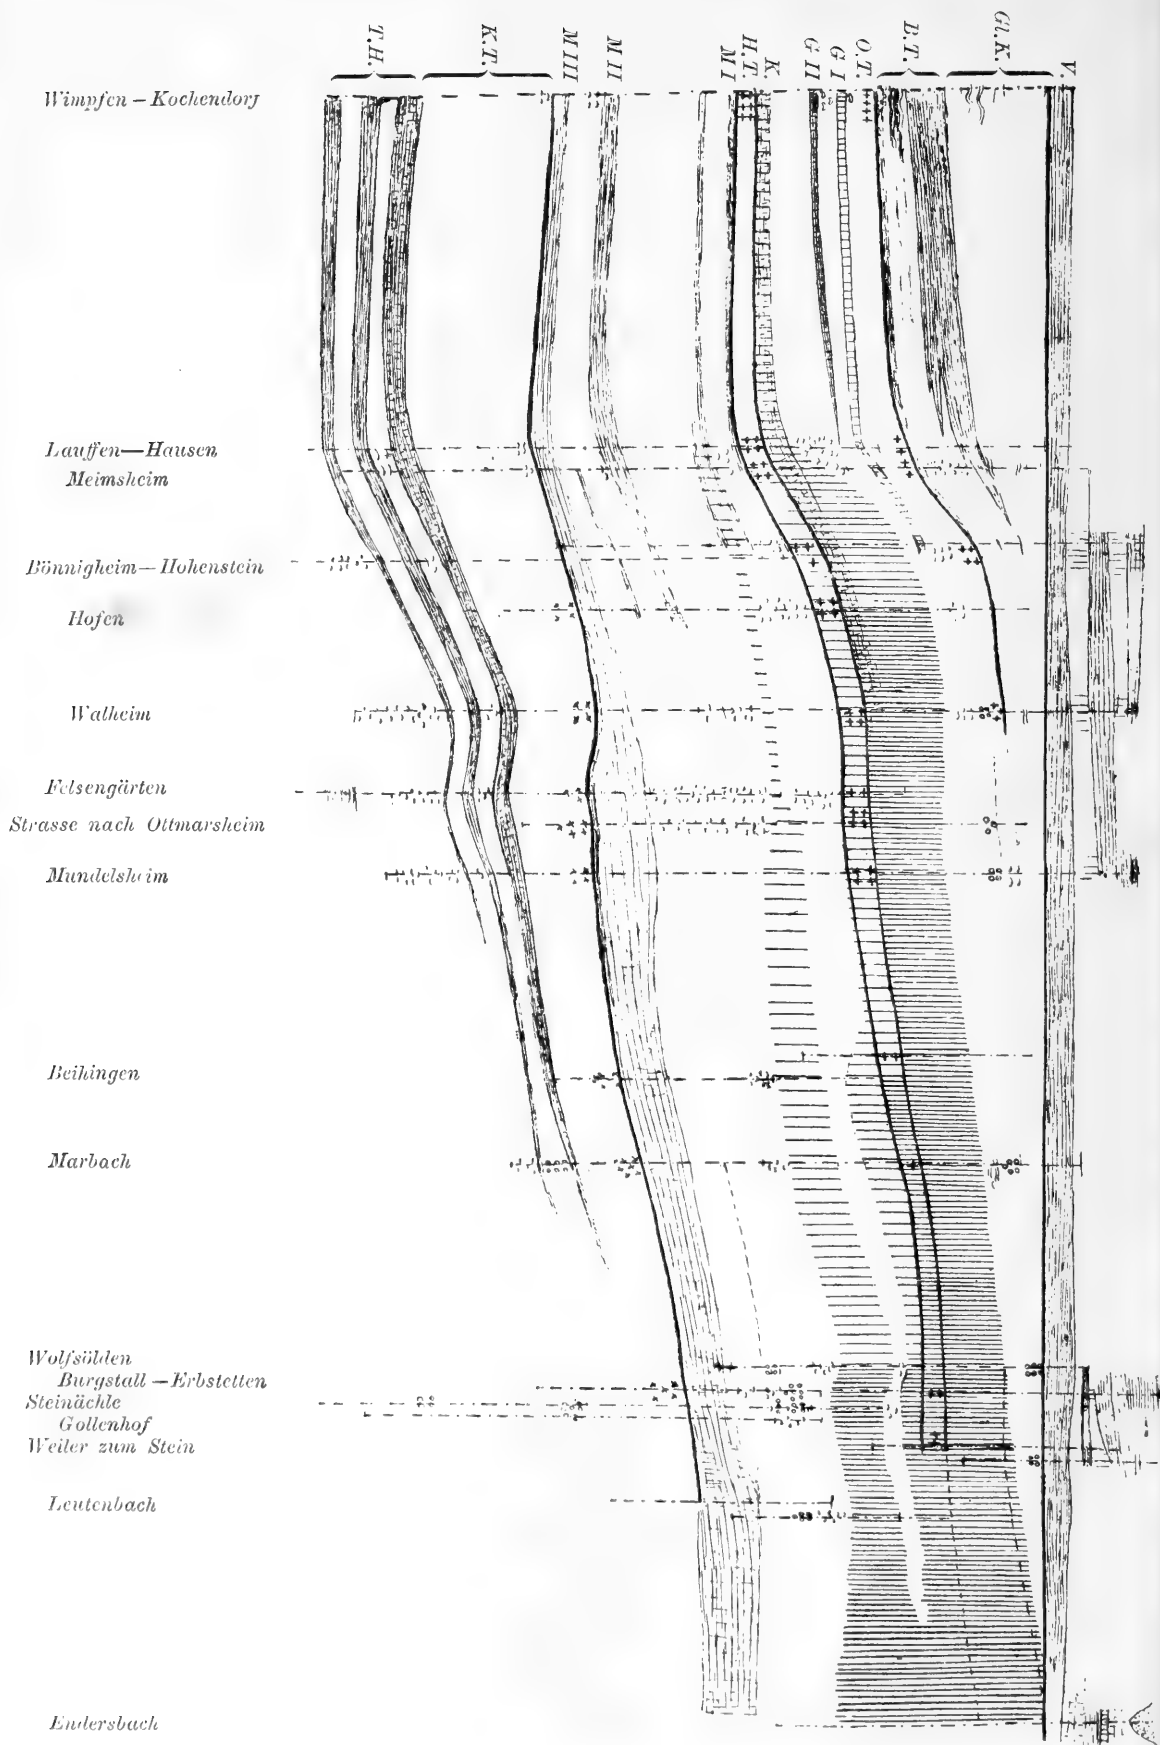 T.H.
K.T.
M III
M II
M I
H.T.
K.
G II
G I
O.T.
B.T.
Gl.K.
V.
Wimpfen – Kochendorf
Lauffen—Hausen
Meimsheim
Bönnigheim—Hohenstein
Hofen
Walheim
Felsengärten
Strasse nach Ottmarsheim
Mundelsheim
Beihingen
Marbach
Wolfsölden
Burgstall – Erbstetten
Steinächle
Gollenhof
Weiler zum Stein
Leutenbach
Endersbach